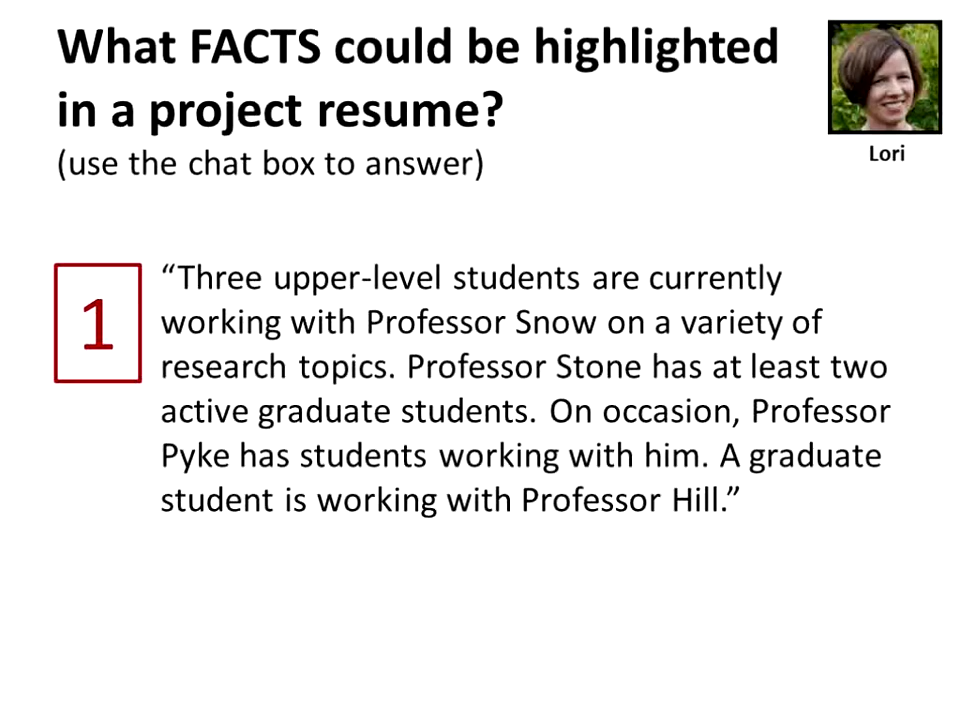 What FACTS could be highlighted
in a project resume?
(use the chat box to answer)
Lori
1
“Three upper-level students are currently
working with Professor Snow on a variety of
research topics. Professor Stone has at least two
active graduate students. On occasion, Professor
Pyke has students working with him. A graduate
student is working with Professor Hill.”